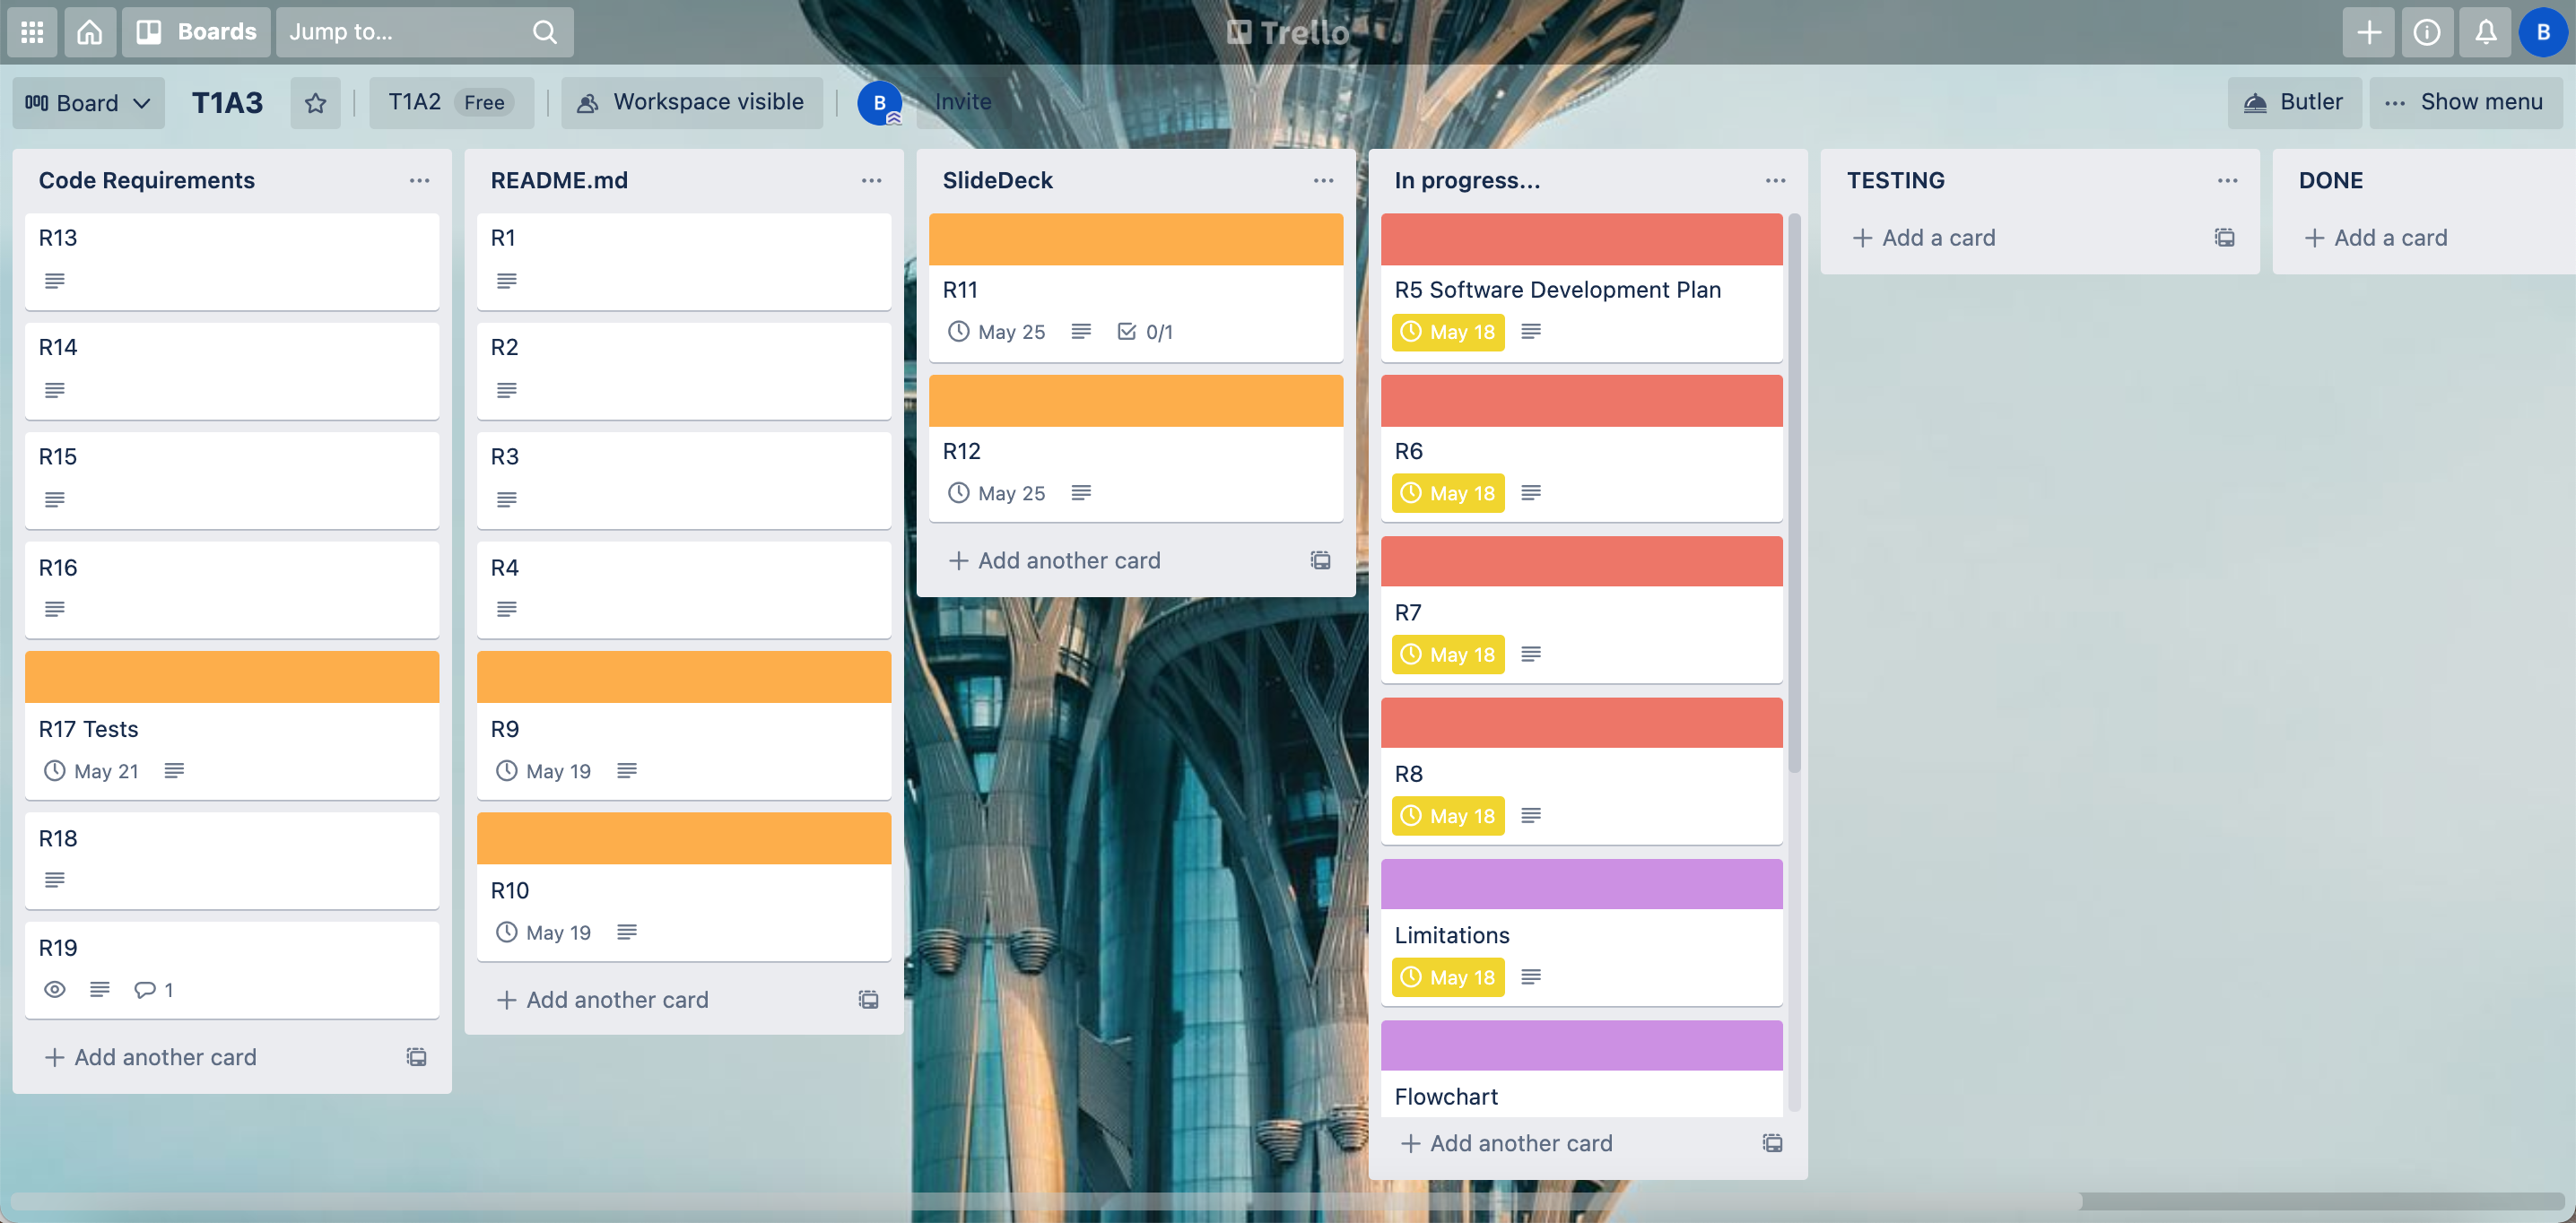 Boards
Jump to...
Trello
B
Board
T1A3
T1A2 Free
Workspace visible
B
Invite
Butler
Show menu
Code Requirements
R13
R14
R15
R16
R17 Tests
May 21
R18
R19
1
+ Add another card
README.md
R1
R2
R3
R4
R9
May 19
R10
May 19
+ Add another card
SlideDeck
R11
May 25 0/1
R12
May 25
+ Add another card
In progress...
R5 Software Development Plan
May 18
R6
May 18
R7
May 18
R8
May 18
Limitations
May 18
Flowchart
+ Add another card
TESTING
+ Add a card
DONE
+ Add a card